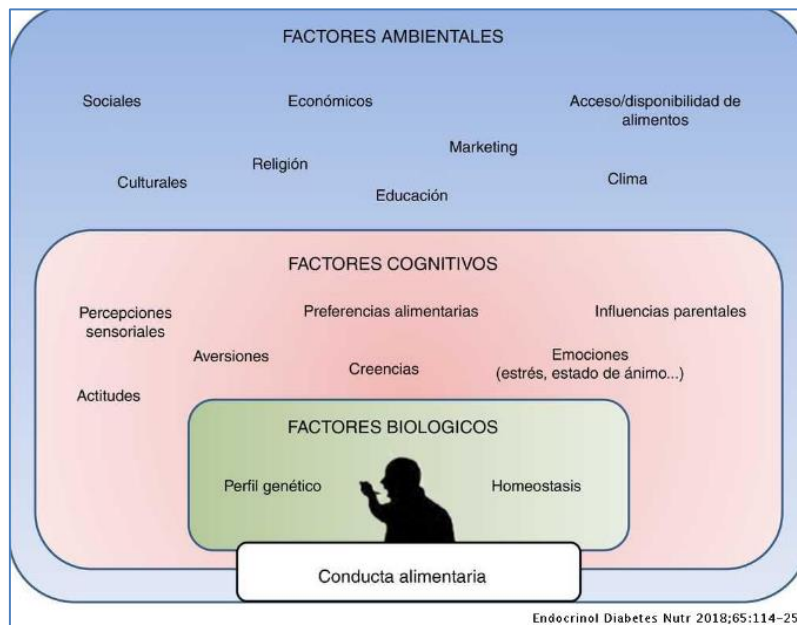 FACTORES AMBIENTALES
Sociales
Económicos
Acceso/disponibilidad de
alimentos
Marketing
Religión
Culturales
Clima
Educación
FACTORES COGNITIVOS
Percepciones
sensoriales
Preferencias alimentarias
Influencias parentales
Aversiones
Creencias
Emociones
(estrés, estado de ánimo...)
Actitudes
FACTORES BIOLOGICOS
Perfil genético
Homeostasis
Conducta alimentaria
Endocrinol Diabetes Nutr 2018;65:114-25